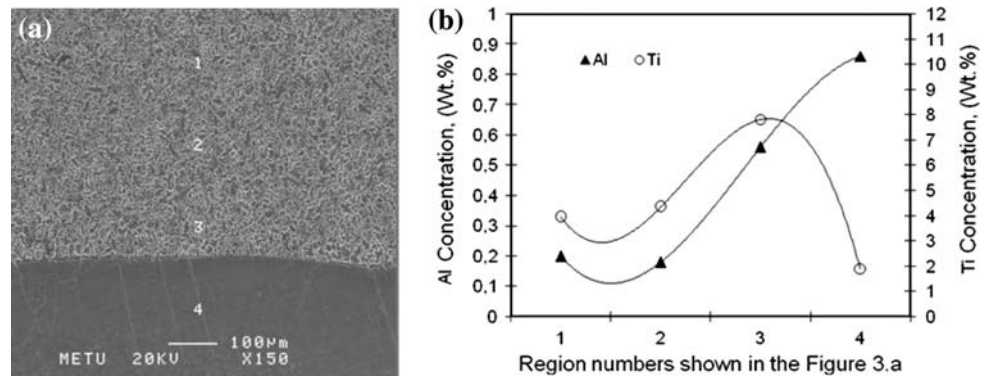 (a)
1
2
3
4
100µm
METU 20KV X150
(b)
Al Concentration, (Wt.%)
1
0.9
0.8
0.7
0.6
0.5
0.4
0.3
0.2
0.1
0
Al
Ti
12
11
10
9
8
7
6
5
4
3
2
1
0
Ti Concentration, (Wt.%)
1 2 3 4
Region numbers shown in the Figure 3.a